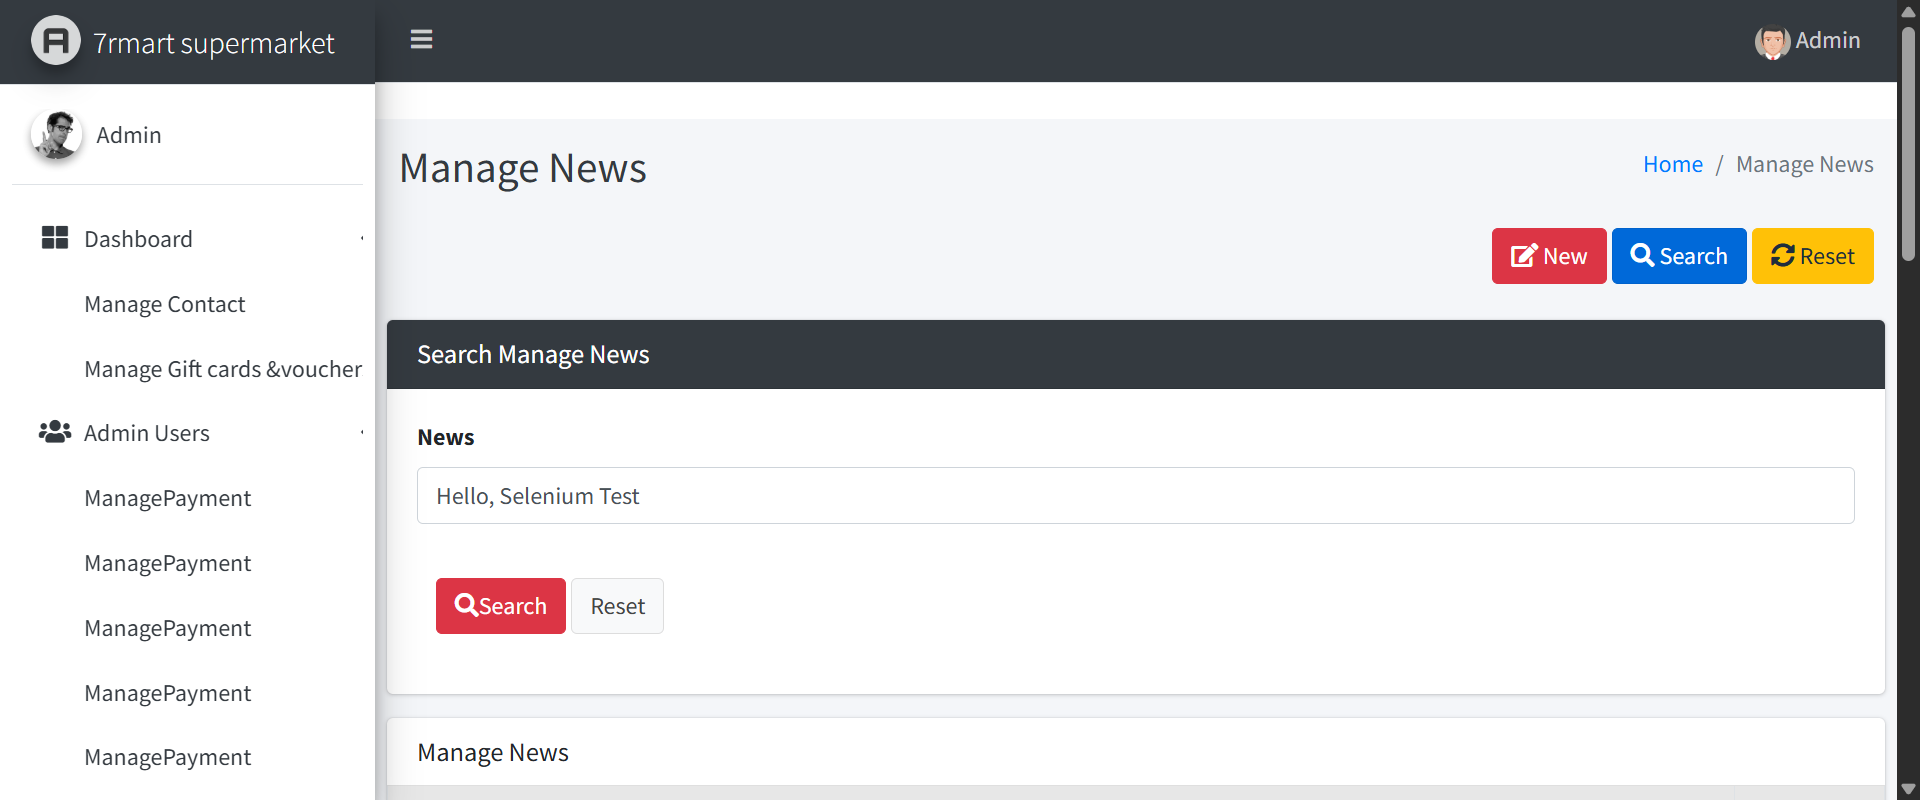 7rmart supermarket
Admin
Admin
Dashboard
Manage Contact
Manage Gift cards &voucher
Admin Users
ManagePayment
ManagePayment
ManagePayment
ManagePayment
ManagePayment
Manage News
Home / Manage News
New Search Reset
Search Manage News
News
Hello, Selenium Test
Search Reset
Manage News